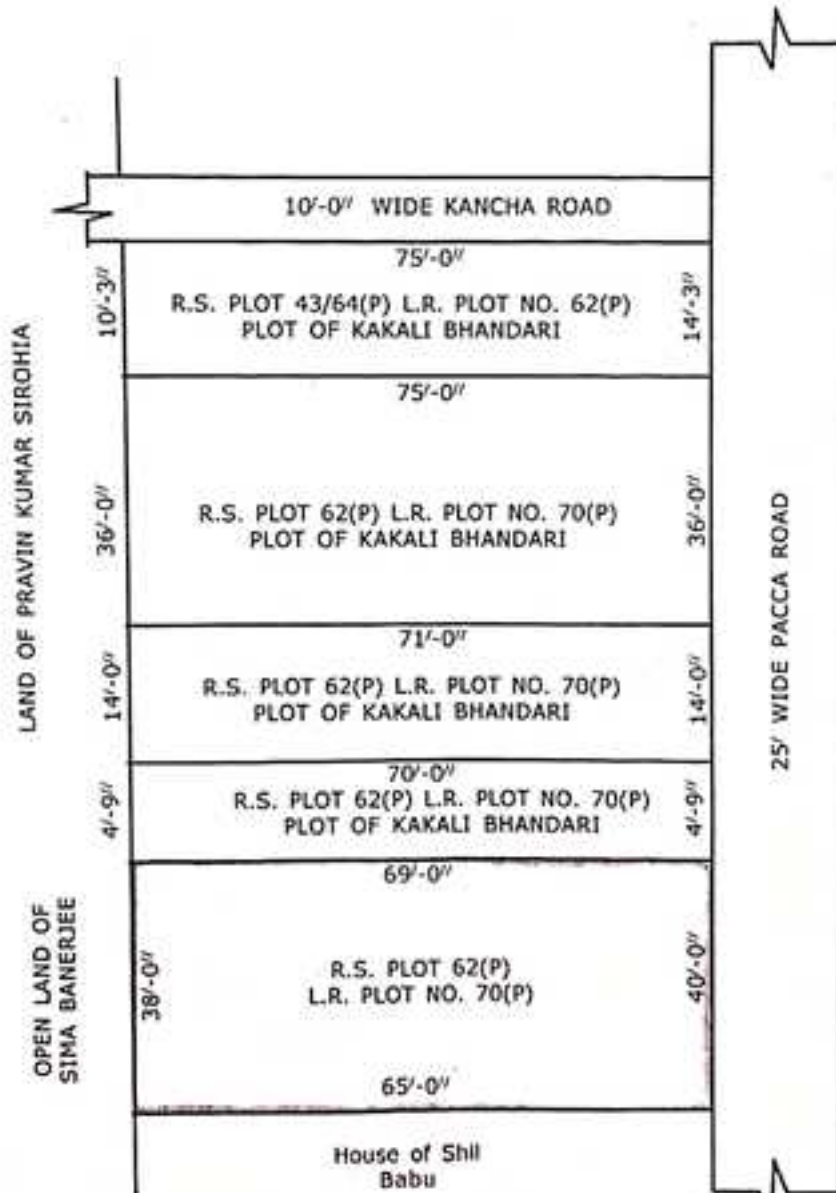 10'-0" WIDE KANCHA ROAD
75'-0"
10'-3"
R.S. PLOT 43/64(P) L.R. PLOT NO. 62(P)
PLOT OF KAKALI BHANDARI
14'-3"
75'-0"
LAND OF PRAVIN KUMAR SIROHIA
36'-0"
R.S. PLOT 62(P) L.R. PLOT NO. 70(P)
PLOT OF KAKALI BHANDARI
36'-0"
25' WIDE PACCA ROAD
71'-0"
14'-0"
R.S. PLOT 62(P) L.R. PLOT NO. 70(P)
PLOT OF KAKALI BHANDARI
14'-0"
70'-0"
4'-9"
R.S. PLOT 62(P) L.R. PLOT NO. 70(P)
PLOT OF KAKALI BHANDARI
4'-9"
69'-0"
OPEN LAND OF
SIMA BANERJEE
38'-0"
R.S. PLOT 62(P)
L.R. PLOT NO. 70(P)
40'-0"
65'-0"
House of Shil
Babu